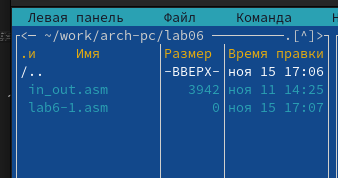 Левая панель Файл Команда
<— ~/work/arch-pc/lab06 .[^]>
.и Имя Размер Время правки
/.. -ВВЕРХ- ноя 15 17:06
in_out.asm 3942 ноя 11 14:25
lab6-1.asm 0 ноя 15 17:07